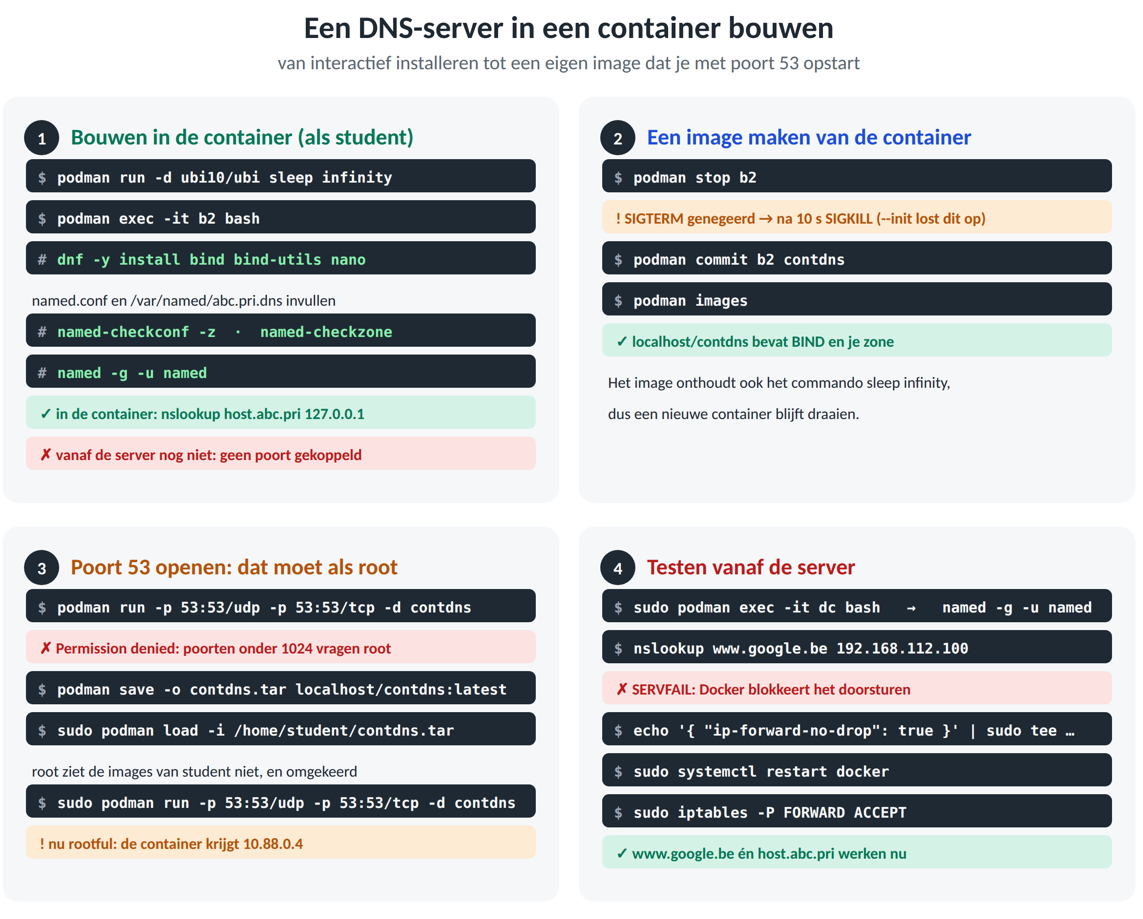 Een DNS-server in een container bouwen
van interactief installeren tot een eigen image dat je met poort 53 opstart
1 Bouwen in de container (als student)
$ podman run -d ubi10/ubi sleep infinity
$ podman exec -it b2 bash
# dnf -y install bind bind-utils nano
named.conf en /var/named/abc.pri.dns invullen
# named-checkconf -z · named-checkzone
# named -g -u named
✓ in de container: nslookup host.abc.pri 127.0.0.1
✗ vanaf de server nog niet: geen poort gekoppeld
2 Een image maken van de container
$ podman stop b2
! SIGTERM genegeerd → na 10 s SIGKILL (--init lost dit op)
$ podman commit b2 contdns
$ podman images
✓ localhost/contdns bevat BIND en je zone
Het image onthoudt ook het commando sleep infinity,
dus een nieuwe container blijft draaien.
3 Poort 53 openen: dat moet als root
$ podman run -p 53:53/udp -p 53:53/tcp -d contdns
✗ Permission denied: poorten onder 1024 vragen root
$ podman save -o contdns.tar localhost/contdns:latest
$ sudo podman load -i /home/student/contdns.tar
root ziet de images van student niet, en omgekeerd
$ sudo podman run -p 53:53/udp -p 53:53/tcp -d contdns
! nu rootful: de container krijgt 10.88.0.4
4 Testen vanaf de server
$ sudo podman exec -it dc bash → named -g -u named
$ nslookup www.google.be 192.168.112.100
✗ SERVFAIL: Docker blokkeert het doorsturen
$ echo '{ "ip-forward-no-drop": true }' | sudo tee …
$ sudo systemctl restart docker
$ sudo iptables -P FORWARD ACCEPT
✓ www.google.be én host.abc.pri werken nu